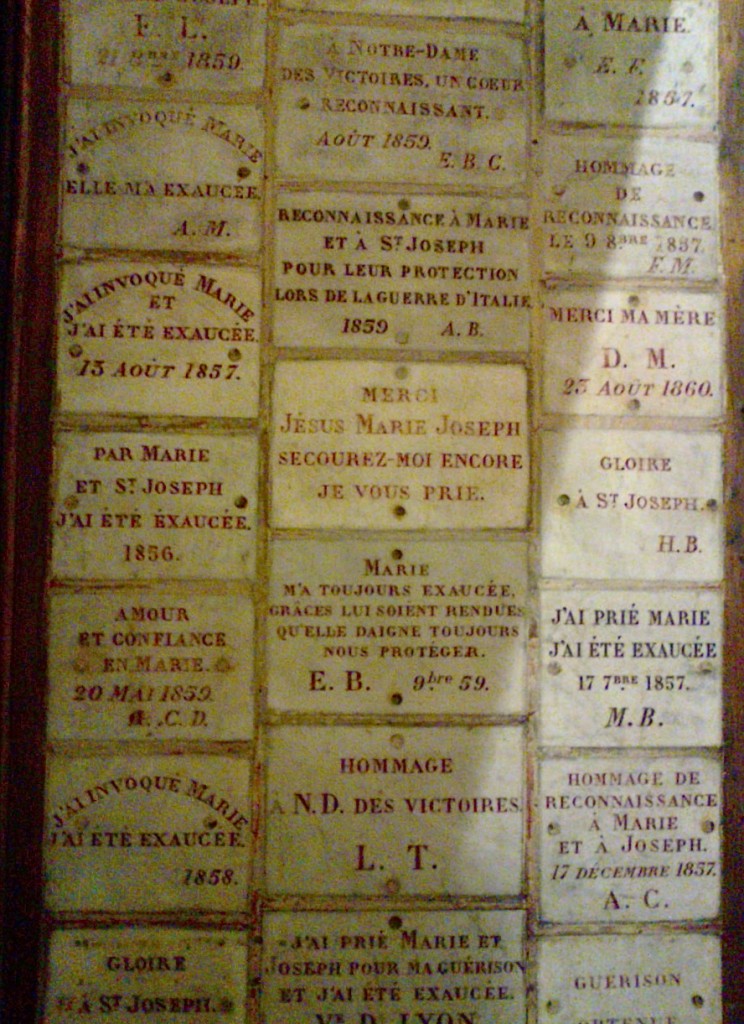 E. L.
1859.
J'AI INVOQUÉ MARIE
ELLE M'A EXAUCÉE.
A. M.
J'AI INVOQUÉ MARIE
ET
J'AI ÉTÉ EXAUCÉE.
13 AOÛT 1857.
PAR MARIE
ET ST JOSEPH
J'AI ÉTÉ ÉXAUCÉE.
1856.
AMOUR
ET CONFIANCE
EN MARIE.
20 MAI 1859.
A. C. D.
J'AI INVOQUÉ MARIE
J'AI ÉTÉ EXAUCÉE.
1858.
GLOIRE
À ST JOSEPH.
À NOTRE-DAME
DES VICTOIRES, UN COEUR
RECONNAISSANT.
AOÛT 1859.
E. B. C.
RECONNAISSANCE À MARIE
ET À ST JOSEPH
POUR LEUR PROTECTION
LORS DE LA GUERRE D'ITALIE
1859 A. B.
MERCI
JÉSUS MARIE JOSEPH
SECOUREZ-MOI ENCORE
JE VOUS PRIE.
MARIE
M'A TOUJOURS EXAUCÉE,
GRÂCES LUI SOIENT RENDUES
QU'ELLE DAIGNE TOUJOURS
NOUS PROTÉGER.
E. B. 9bre 59.
HOMMAGE
À N.D. DES VICTOIRES.
L. T.
J'AI PRIÉ MARIE ET
JOSEPH POUR MA GUÉRISON
ET J'AI ÉTÉ EXAUCÉE.
Ve D. LYON
À MARIE.
E. F.
1857.
HOMMAGE
DE
RECONNAISSANCE
LE 9 8BRE 1857.
F. M.
MERCI MA MÈRE
D. M.
23 AOÛT 1860.
GLOIRE
À ST JOSEPH.
H. B.
J'AI PRIÉ MARIE
J'AI ÉTÉ EXAUCÉE
17 7BRE 1857.
M. B.
HOMMAGE DE
RECONNAISSANCE
À MARIE
ET À JOSEPH.
17 DÉCEMBRE 1857.
A. C.
GUÉRISON
OBTENUE